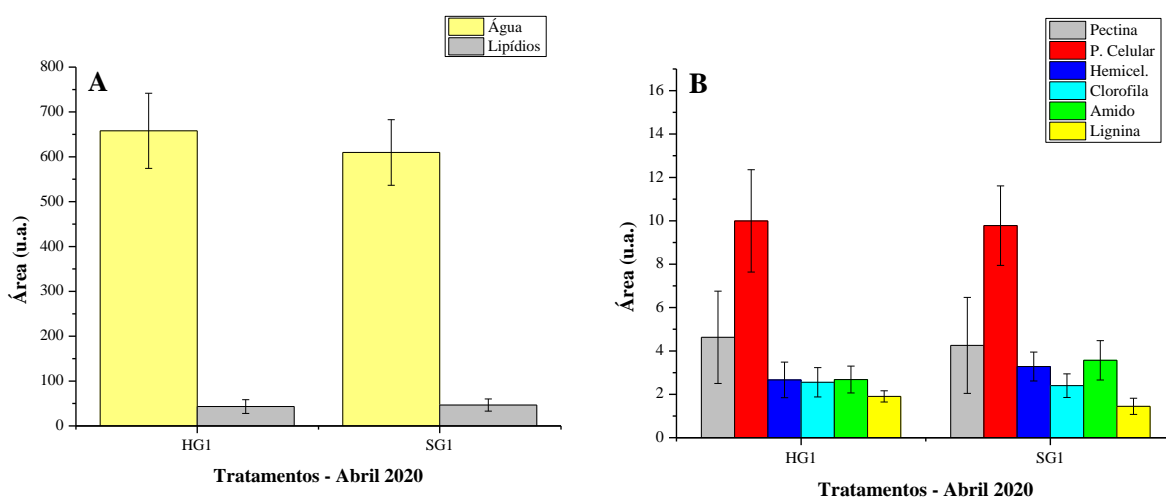 Água
Lipídios
A
800
700
600
500
400
300
200
100
0
Área (u.a.)
HG1 SG1
Tratamentos - Abril 2020
Pectina
P. Celular
Hemicel.
Clorofila
Amido
Lignina
B
16
14
12
10
8
6
4
2
0
Área (u.a.)
HG1 SG1
Tratamentos - Abril 2020